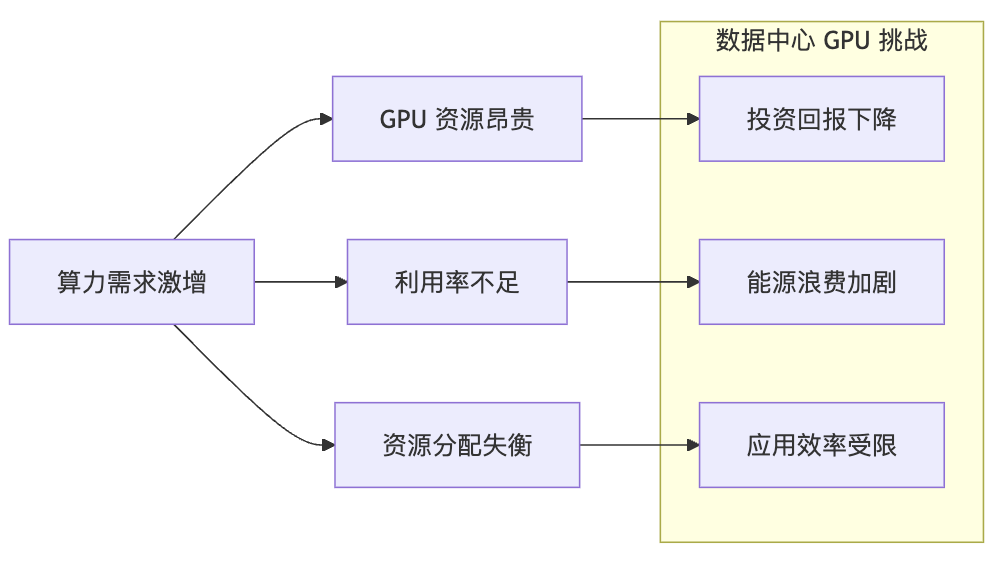 数据中心 GPU 挑战
GPU 资源昂贵
投资回报下降
算力需求激增
利用率不足
能源浪费加剧
资源分配失衡
应用效率受限